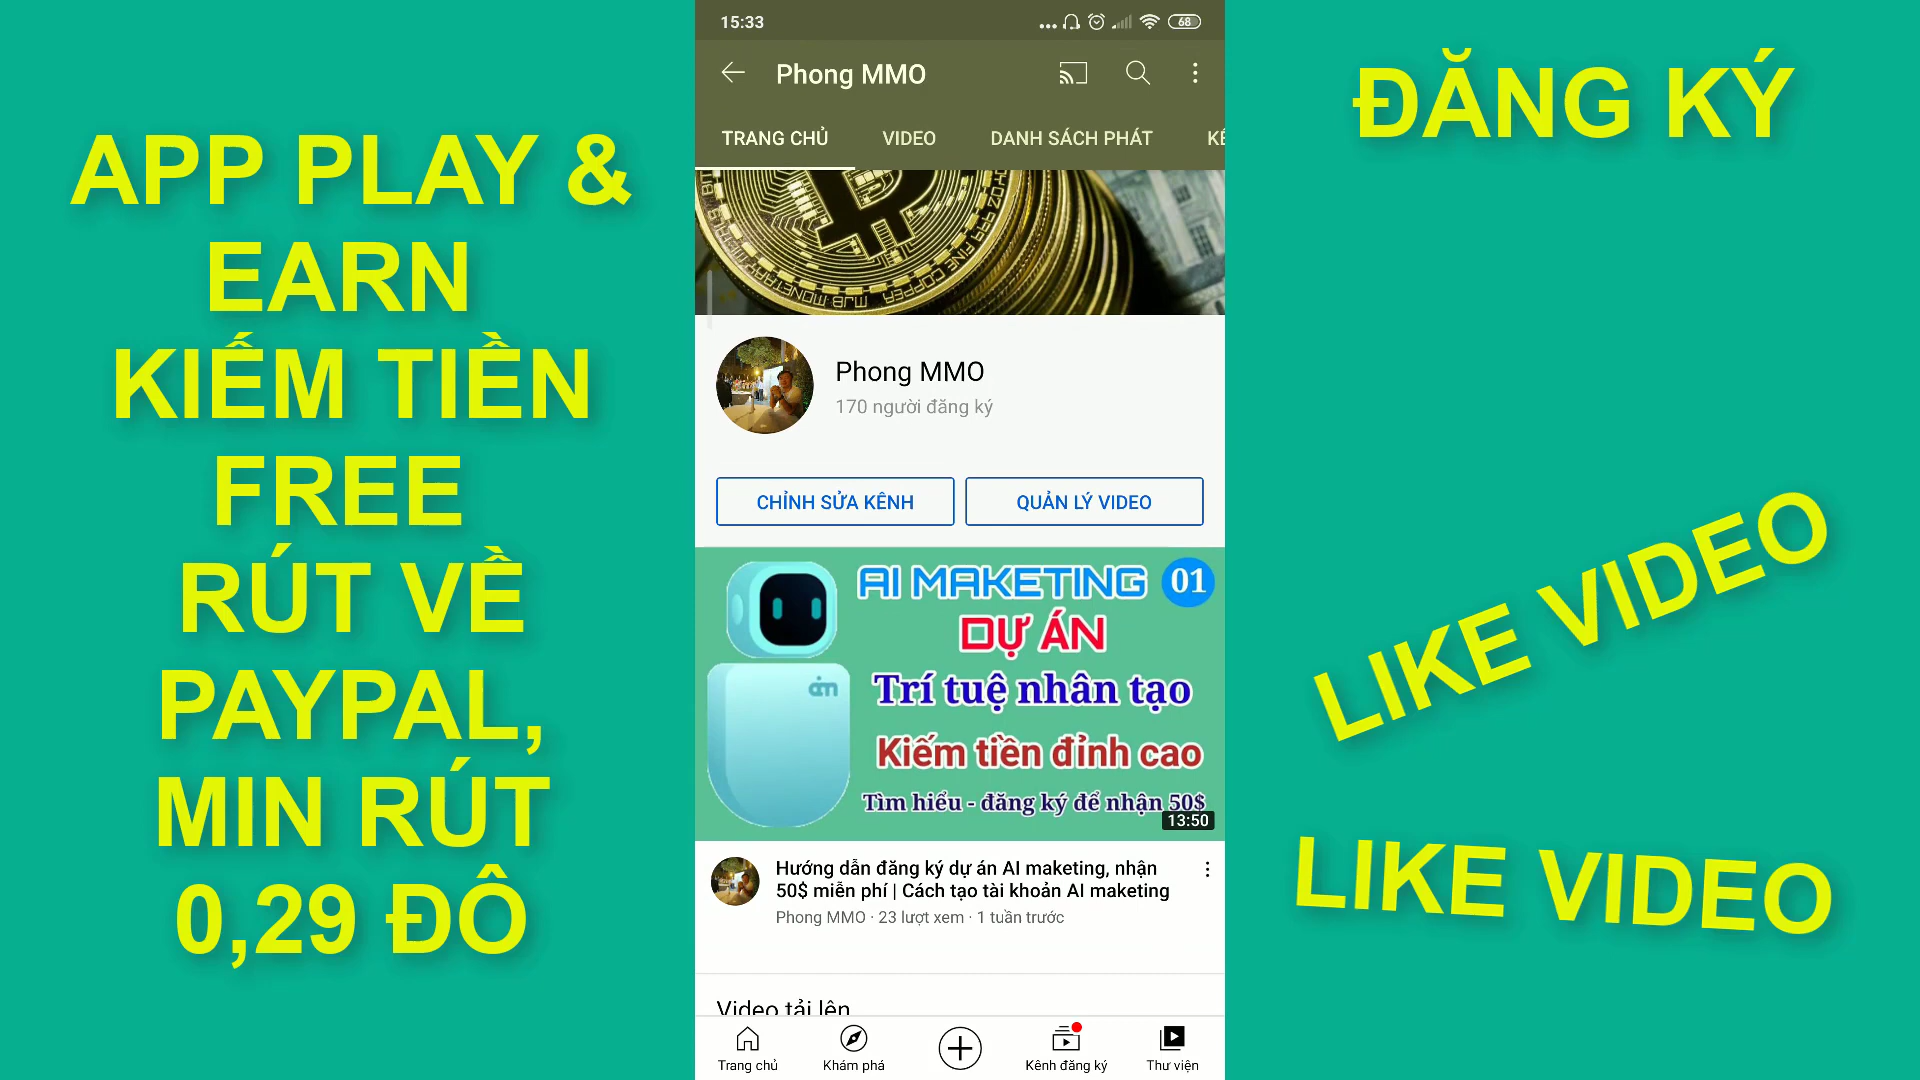 APP PLAY &
EARN
KIẾM TIỀN
FREE
RÚT VỀ
PAYPAL,
MIN RÚT
0,29 ĐÔ
15:33
68
Phong MMO
TRANG CHỦ VIDEO DANH SÁCH PHÁT KÊ
Phong MMO
170 người đăng ký
CHỈNH SỬA KÊNH QUẢN LÝ VIDEO
AI MAKETING 01
DỰ ÁN
aim
Trí tuệ nhân tạo
Kiếm tiền đỉnh cao
Tìm hiểu - đăng ký để nhận 50$
13:50
Hướng dẫn đăng ký dự án AI maketing, nhận
50$ miễn phí | Cách tạo tài khoản AI maketing
Phong MMO · 23 lượt xem · 1 tuần trước
Video tải lên
Trang chủ Khám phá Kênh đăng ký Thư viện
ĐĂNG KÝ
LIKE VIDEO
LIKE VIDEO